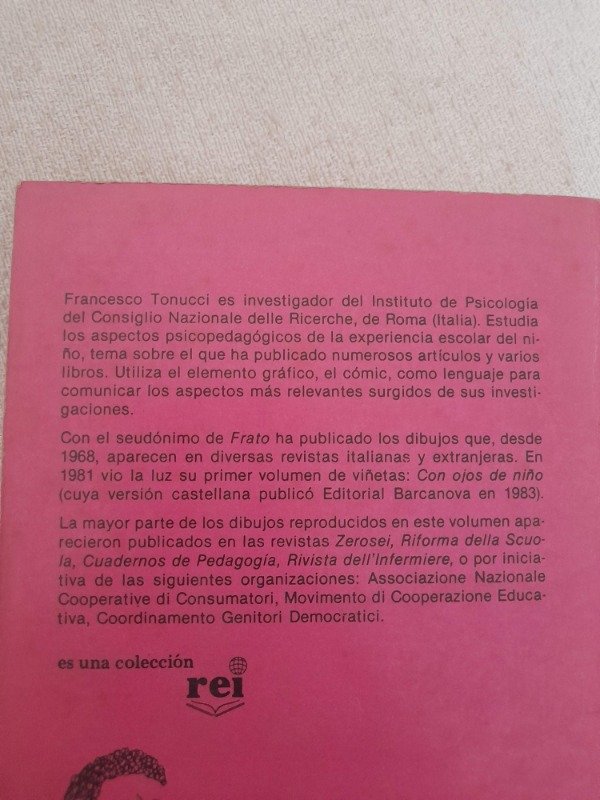 Francesco Tonucci es investigador del Instituto de Psicología
del Consiglio Nazionale delle Ricerche, de Roma (Italia). Estudia
los aspectos psicopedagógicos de la experiencia escolar del ni-
ño, tema sobre el que ha publicado numerosos artículos y varios
libros. Utiliza el elemento gráfico, el cómic, como lenguaje para
comunicar los aspectos más relevantes surgidos de sus investi-
gaciones.
Con el seudónimo de Frato ha publicado los dibujos que, desde
1968, aparecen en diversas revistas italianas y extranjeras. En
1981 vio la luz su primer volumen de viñetas: Con ojos de niño
(cuya versión castellana publicó Editorial Barcanova en 1983).
La mayor parte de los dibujos reproducidos en este volumen apa-
recieron publicados en las revistas Zerosei, Riforma della Scuo-
la, Cuadernos de Pedagogía, Rivista dell'Infermiere, o por inicia-
tiva de las siguientes organizaciones: Associazione Nazionale
Cooperative di Consumatori, Movimento di Cooperazione Educa-
tiva, Coordinamento Genitori Democratici.
es una colección
rei